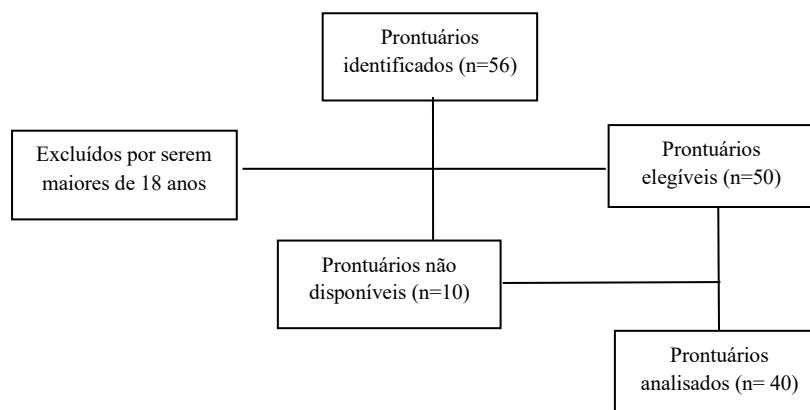 Prontuários
identificados (n=56)
Excluídos por serem
maiores de 18 anos
Prontuários
elegíveis (n=50)
Prontuários não
disponíveis (n=10)
Prontuários
analisados (n= 40)